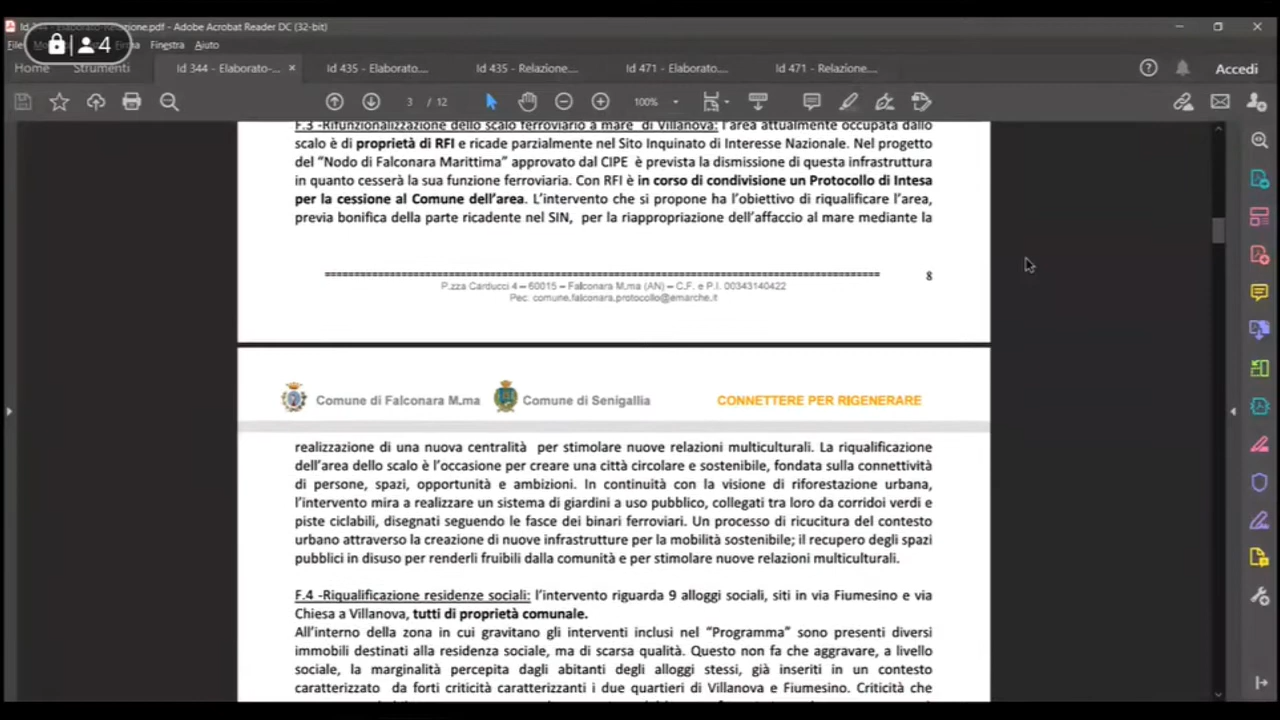 Id 344 - Elaborato-Relazione.pdf - Adobe Acrobat Reader DC (32-bit)
File Firma Finestra Aiuto
4
Home Strumenti Id 344 - Elaborato-... × Id 435 - Elaborato.... Id 435 - Relazione.... Id 471 - Elaborato.... Id 471 - Relazione.... Accedi
3 / 12 100%
F.3 -Rifunzionalizzazione dello scalo ferroviario a mare di Villanova: l'area attualmente occupata dallo
scalo è di proprietà di RFI e ricade parzialmente nel Sito Inquinato di Interesse Nazionale. Nel progetto
del "Nodo di Falconara Marittima" approvato dal CIPE è prevista la dismissione di questa infrastruttura
in quanto cesserà la sua funzione ferroviaria. Con RFI è in corso di condivisione un Protocollo di Intesa
per la cessione al Comune dell'area. L'intervento che si propone ha l'obiettivo di riqualificare l'area,
previa bonifica della parte ricadente nel SIN, per la riappropriazione dell'affaccio al mare mediante la
8
P.zza Carducci 4 – 60015 – Falconara M.ma (AN) – C.F. e P.I. 00343140422
Pec: comune.falconara.protocollo@emarche.it
Comune di Falconara M.ma Comune di Senigallia CONNETTERE PER RIGENERARE
realizzazione di una nuova centralità per stimolare nuove relazioni multiculturali. La riqualificazione
dell'area dello scalo è l'occasione per creare una città circolare e sostenibile, fondata sulla connettività
di persone, spazi, opportunità e ambizioni. In continuità con la visione di riforestazione urbana,
l'intervento mira a realizzare un sistema di giardini a uso pubblico, collegati tra loro da corridoi verdi e
piste ciclabili, disegnati seguendo le fasce dei binari ferroviari. Un processo di ricucitura del contesto
urbano attraverso la creazione di nuove infrastrutture per la mobilità sostenibile; il recupero degli spazi
pubblici in disuso per renderli fruibili dalla comunità e per stimolare nuove relazioni multiculturali.
F.4 -Riqualificazione residenze sociali: l'intervento riguarda 9 alloggi sociali, siti in via Fiumesino e via
Chiesa a Villanova, tutti di proprietà comunale.
All'interno della zona in cui gravitano gli interventi inclusi nel "Programma" sono presenti diversi
immobili destinati alla residenza sociale, ma di scarsa qualità. Questo non fa che aggravare, a livello
sociale, la marginalità percepita dagli abitanti degli alloggi stessi, già inseriti in un contesto
caratterizzato da forti criticità caratterizzanti i due quartieri di Villanova e Fiumesino. Criticità che